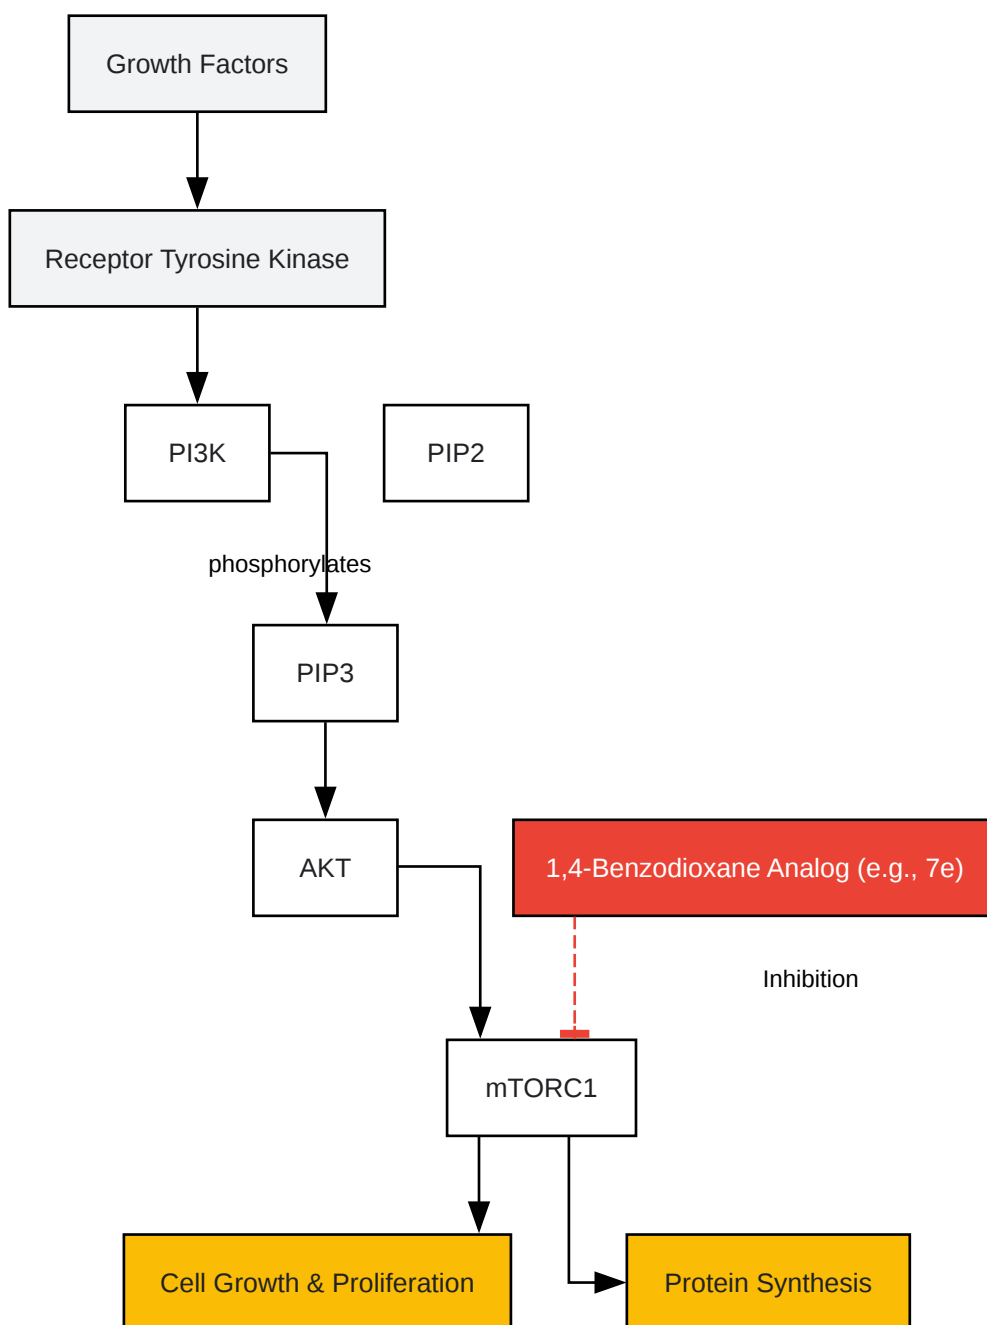 Growth Factors
Receptor Tyrosine Kinase
PI3K
PIP2
phosphorylates
PIP3
AKT
1,4-Benzodioxane Analog (e.g., 7e)
Inhibition
mTORC1
Cell Growth & Proliferation
Protein Synthesis